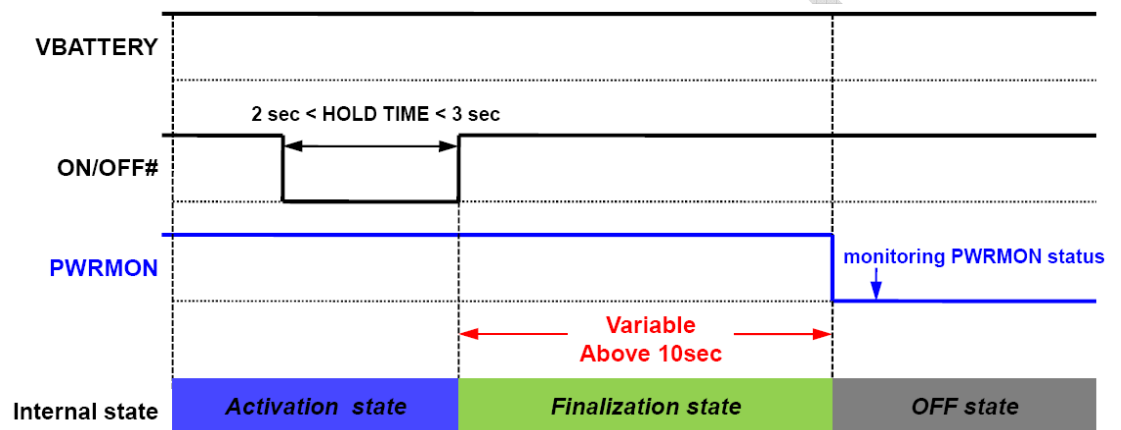 VBATTERY
2 sec < HOLD TIME < 3 sec
ON/OFF#
PWRMON
monitoring PWRMON status
Variable
Above 10sec
Internal state
Activation state
Finalization state
OFF state